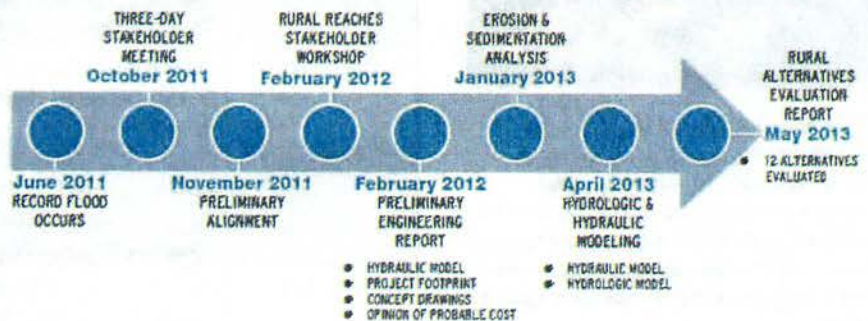 THREE-DAY
STAKEHOLDER
MEETING
October 2011
RURAL REACHES
STAKEHOLDER
WORKSHOP
February 2012
EROSION &
SEDIMENTATION
ANALYSIS
January 2013
RURAL
ALTERNATIVES
EVALUATION
REPORT
May 2013
• 12 ALTERNATIVES
EVALUATED
June 2011
RECORD FLOOD
OCCURS
November 2011
PRELIMINARY
ALIGNMENT
February 2012
PRELIMINARY
ENGINEERING
REPORT
• HYDRAULIC MODEL
• PROJECT FOOTPRINT
• CONCEPT DRAWINGS
• OPINION OF PROBABLE COST
April 2013
HYDROLOGIC &
HYDRAULIC
MODELING
• HYDRAULIC MODEL
• HYDROLOGIC MODEL